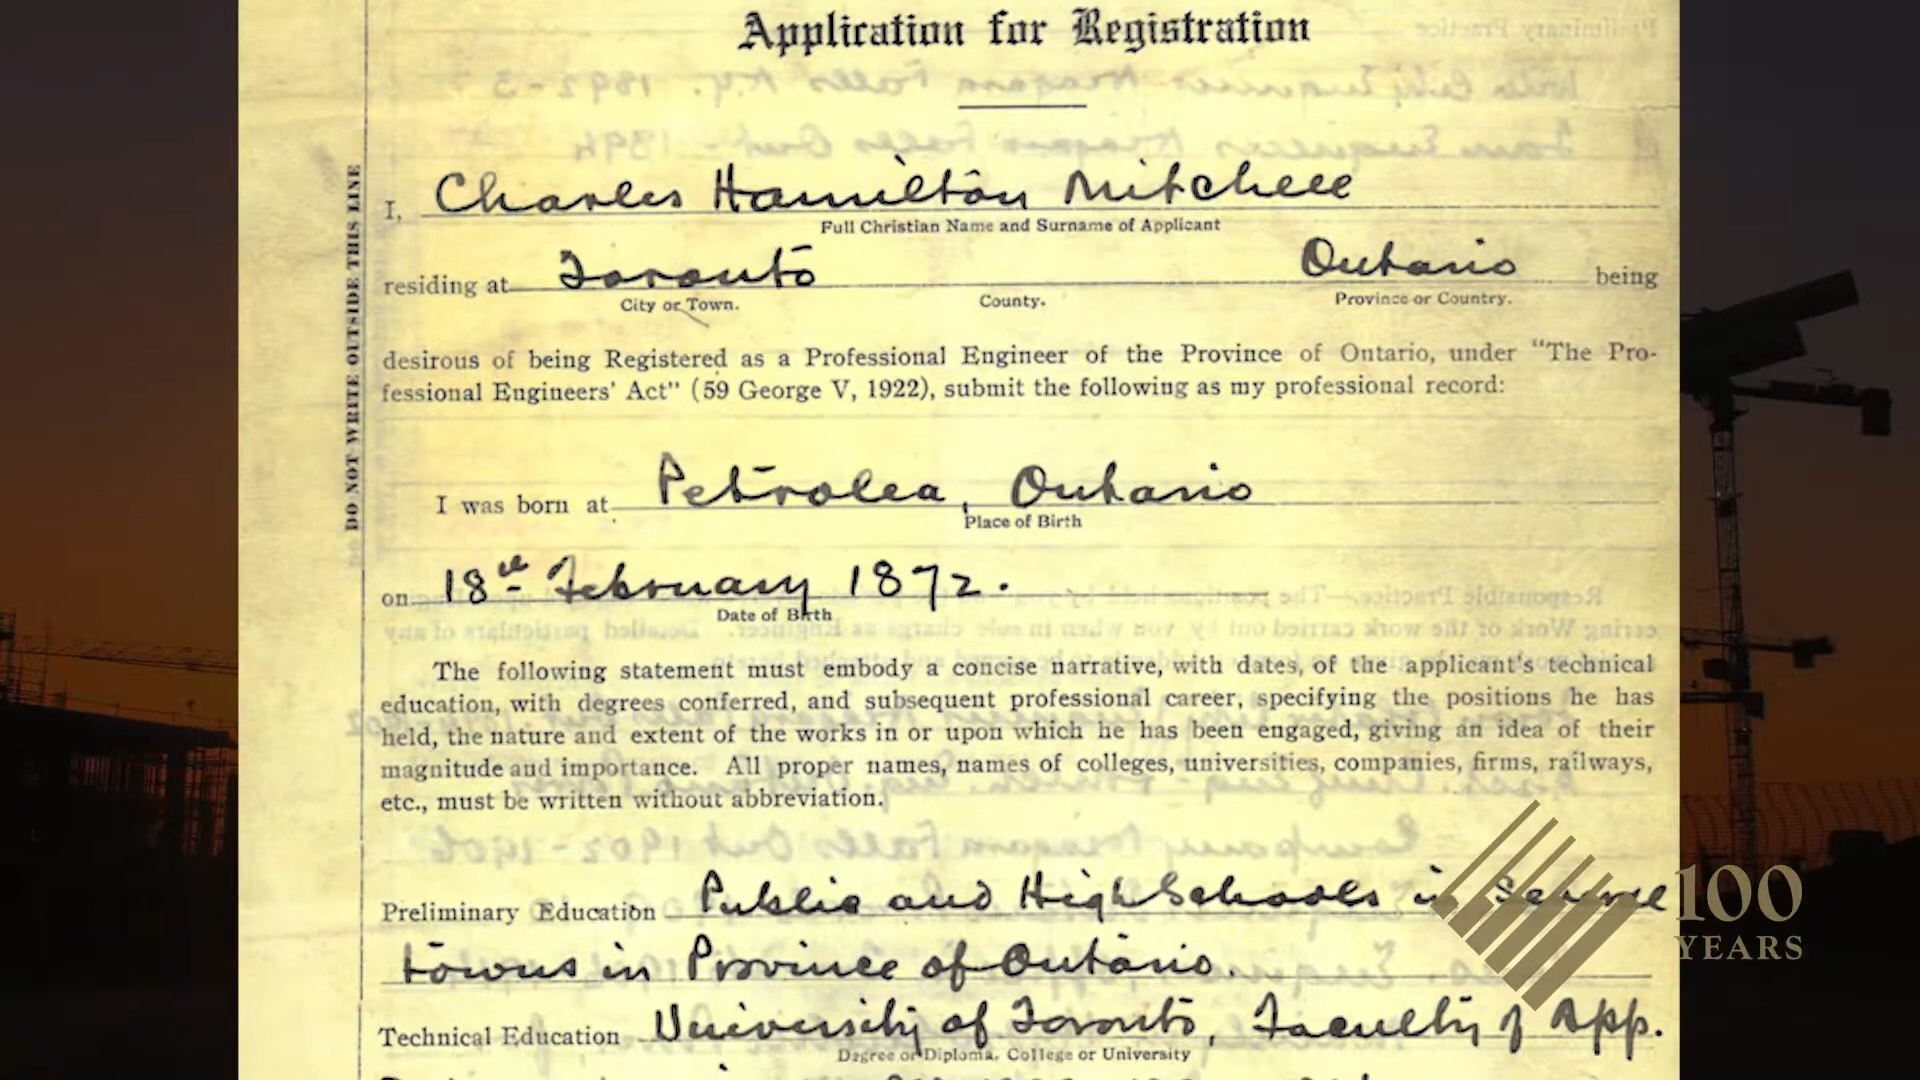 Application for Registration
DO NOT WRITE OUTSIDE THIS LINE
I, Charles Hamilton Mitchell
Full Christian Name and Surname of Applicant
residing at Toronto Ontario being
City or Town. County. Province or Country.
desirous of being Registered as a Professional Engineer of the Province of Ontario, under "The Pro-
fessional Engineers' Act" (59 George V, 1922), submit the following as my professional record:
I was born at Petrolea, Ontario
Place of Birth
on 18th February 1872.
Date of Birth
The following statement must embody a concise narrative, with dates, of the applicant's technical
education, with degrees conferred, and subsequent professional career, specifying the positions he has
held, the nature and extent of the works in or upon which he has been engaged, giving an idea of their
magnitude and importance. All proper names, names of colleges, universities, companies, firms, railways,
etc., must be written without abbreviation.
Preliminary Education Public and High Schools in
towns in Province of Ontario.
Technical Education University of Toronto, Faculty of App.
Degree or Diploma, College or University
100
YEARS